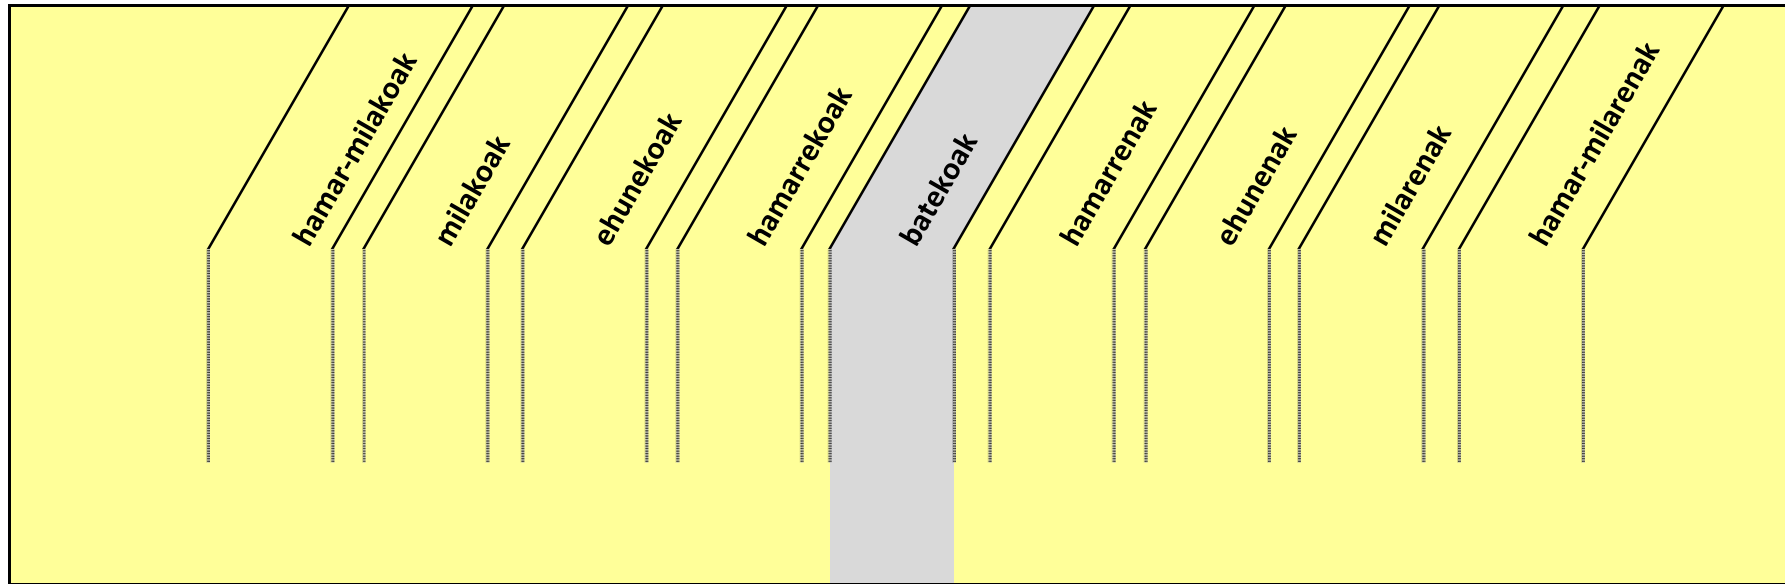 hamar-milakoak
milakoak
ehunekoak
hamarrekoak
batekoak
hamarrenak
ehunenak
milarenak
hamar-milarenak